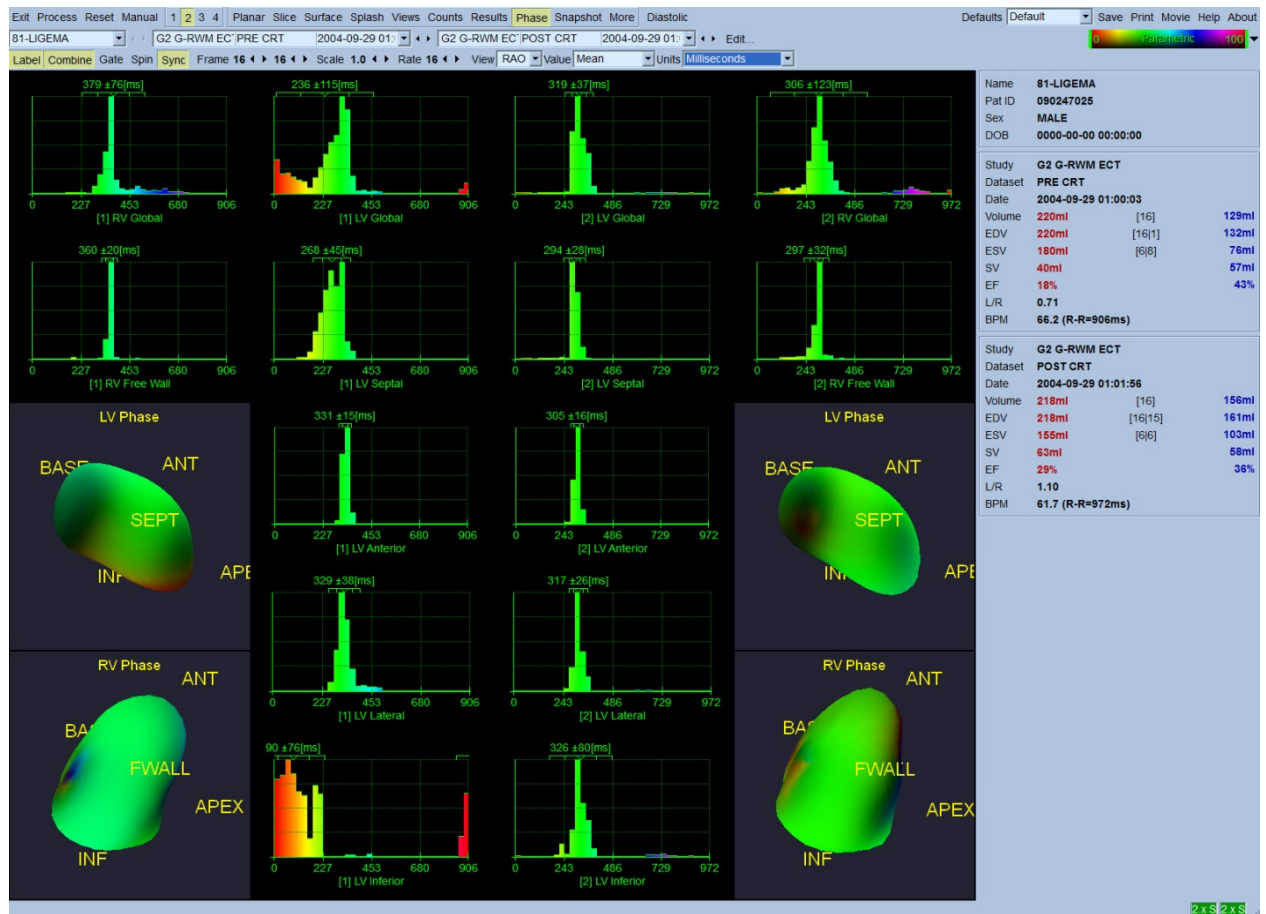 Exit Process Reset Manual 1 2 3 4 Planar Slice Surface Splash Views Counts Results Phase Snapshot More Diastolic Defaults Default Save Print Movie Help About
81-LIGEMA G2 G-RWM EC PRE CRT 2004-09-29 01: G2 G-RWM EC POST CRT 2004-09-29 01: Edit... 0 Parametric 100
Label Combine Gate Spin Sync Frame 16 16 Scale 1.0 Rate 16 View RAO Value Mean Units Milliseconds
379 ±76[ms] 236 ±115[ms] 319 ±37[ms] 306 ±123[ms]
0 227 453 680 906 0 227 453 680 906 0 243 486 729 972 0 243 486 729 972
[1] RV Global [1] LV Global [2] LV Global [2] RV Global
360 ±20[ms] 268 ±45[ms] 294 ±28[ms] 297 ±32[ms]
0 227 453 680 906 0 227 453 680 906 0 243 486 729 972 0 243 486 729 972
[1] RV Free Wall [1] LV Septal [2] LV Septal [2] RV Free Wall
LV Phase
BASE ANT
SEPT
INF APE
331 ±15[ms] 305 ±16[ms]
0 227 453 680 906 0 243 486 729 972
[1] LV Anterior [2] LV Anterior
LV Phase
BASE ANT
SEPT
INF APE
329 ±38[ms] 317 ±26[ms]
0 227 453 680 906 0 243 486 729 972
[1] LV Lateral [2] LV Lateral
RV Phase
ANT
BAS
FWALL
APEX
INF
90 ±76[ms] 326 ±80[ms]
0 227 453 680 906 0 243 486 729 972
[1] LV Inferior [2] LV Inferior
RV Phase
ANT
BAS
FWALL
APEX
INF
Name 81-LIGEMA
Pat ID 090247025
Sex MALE
DOB 0000-00-00 00:00:00
Study G2 G-RWM ECT
Dataset PRE CRT
Date 2004-09-29 01:00:03
Volume 220ml [16] 129ml
EDV 220ml [16|1] 132ml
ESV 180ml [6|8] 76ml
SV 40ml 57ml
EF 18% 43%
L/R 0.71
BPM 66.2 (R-R=906ms)
Study G2 G-RWM ECT
Dataset POST CRT
Date 2004-09-29 01:01:56
Volume 218ml [16] 156ml
EDV 218ml [16|15] 161ml
ESV 155ml [6|6] 103ml
SV 63ml 58ml
EF 29% 36%
L/R 1.10
BPM 61.7 (R-R=972ms)
2 x S 2 x S